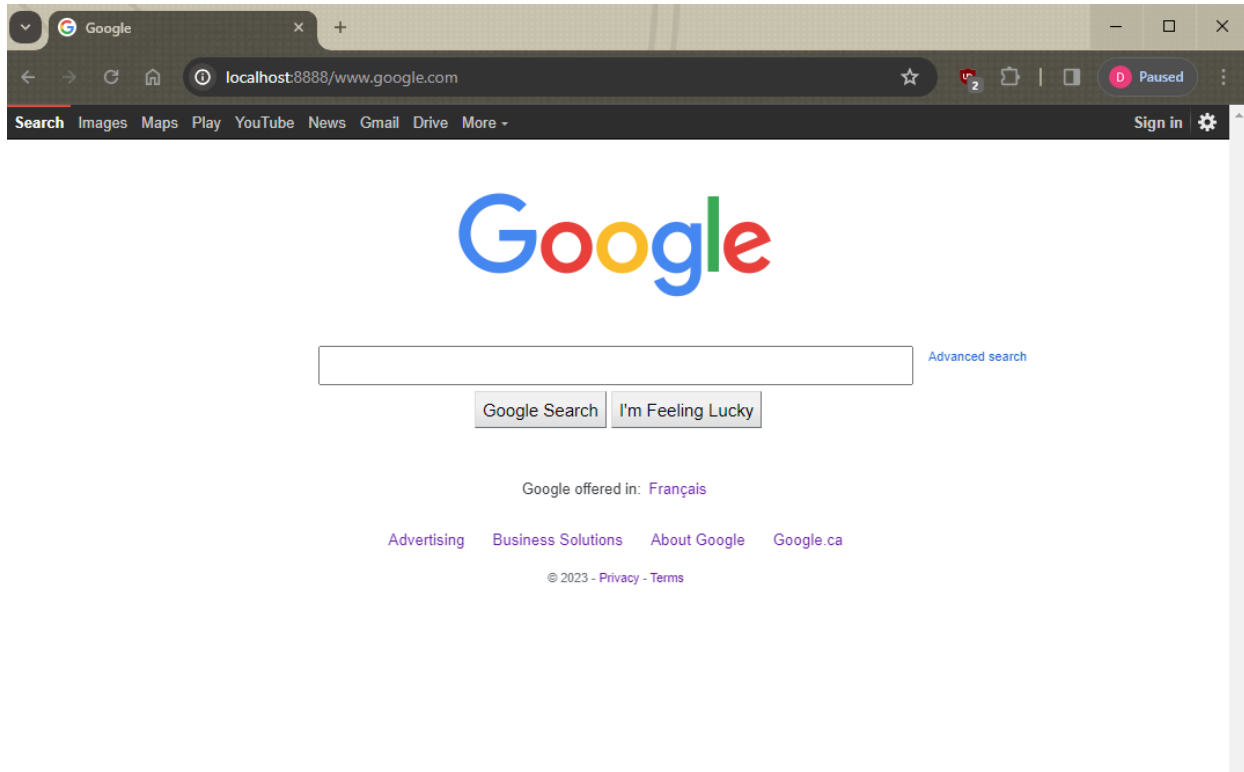 Google
localhost:8888/www.google.com
2
D Paused
Search Images Maps Play YouTube News Gmail Drive More
Sign in
Google
Advanced search
Google Search I'm Feeling Lucky
Google offered in: Français
Advertising Business Solutions About Google Google.ca
© 2023 - Privacy - Terms